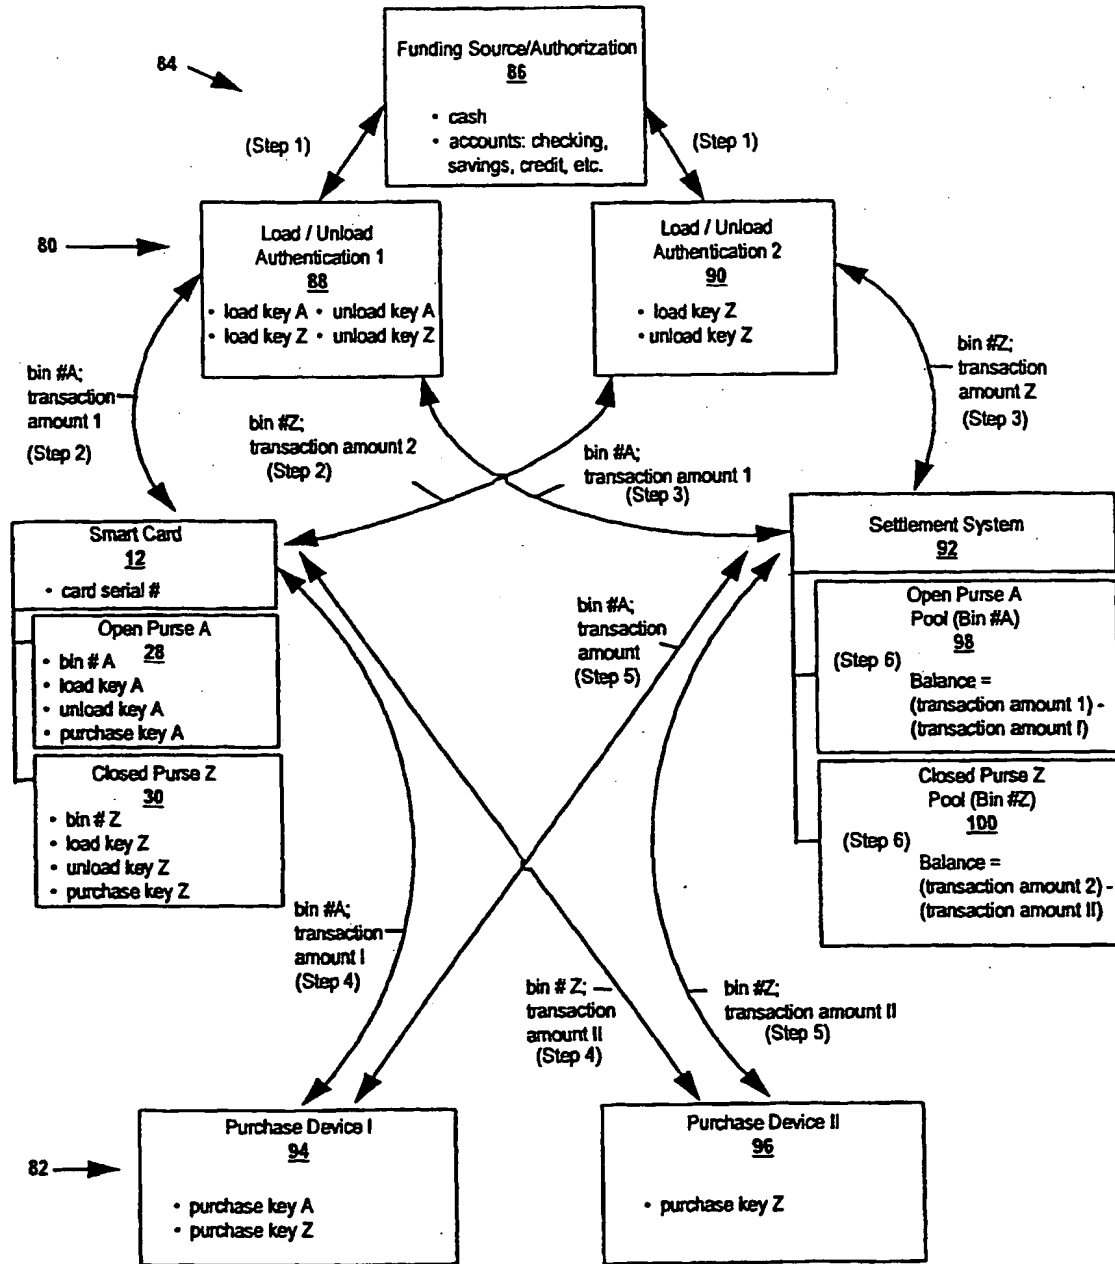 Funding Source/Authorization
86
• cash
• accounts: checking,
savings, credit, etc.
84
(Step 1)
(Step 1)
80
Load / Unload
Authentication 1
88
• load key A • unload key A
• load key Z • unload key Z
Load / Unload
Authentication 2
90
• load key Z
• unload key Z
bin #A;
transaction
amount 1
(Step 2)
bin #Z;
transaction amount 2
(Step 2)
bin #A;
transaction amount 1
(Step 3)
bin #Z;
transaction
amount Z
(Step 3)
Smart Card
12
• card serial #
Open Purse A
28
• bin # A
• load key A
• unload key A
• purchase key A
Closed Purse Z
30
• bin # Z
• load key Z
• unload key Z
• purchase key Z
Settlement System
92
Open Purse A
Pool (Bin #A)
98
(Step 6)
Balance =
(transaction amount 1) -
(transaction amount I)
Closed Purse Z
Pool (Bin #Z)
100
(Step 6)
Balance =
(transaction amount 2) -
(transaction amount II)
bin #A;
transaction
amount
(Step 5)
bin #A;
transaction
amount I
(Step 4)
bin # Z;
transaction
amount II
(Step 4)
bin #Z;
transaction amount II
(Step 5)
82
Purchase Device I
94
• purchase key A
• purchase key Z
Purchase Device II
96
• purchase key Z